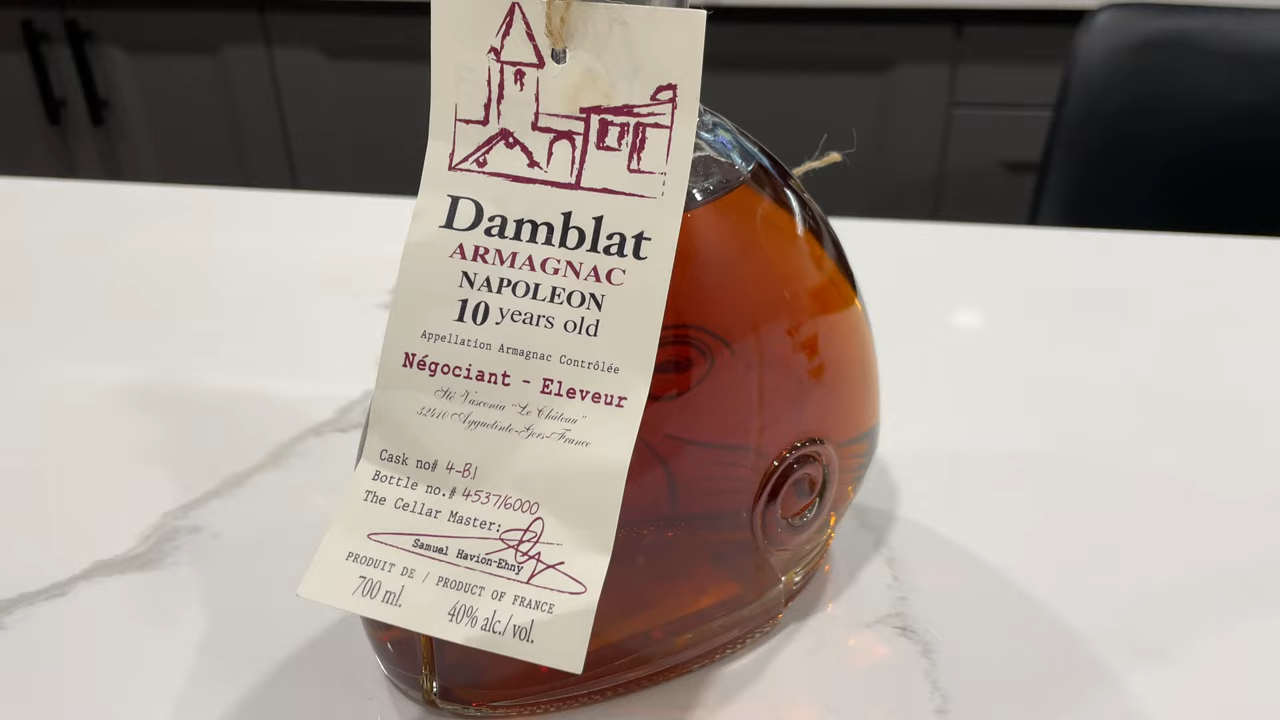 Damblat
ARMAGNAC
NAPOLEON
10 years old
Appellation Armagnac Contrôlée
Négociant - Eleveur
Sté Vasconia "Le Château"
32410 Ayguetinte-Gers-France
Cask no# 4-B1
Bottle no.# 4537/6000
The Cellar Master:
Samuel Havion-Ehny
PRODUIT DE / PRODUCT OF FRANCE
700 ml. 40% alc./vol.